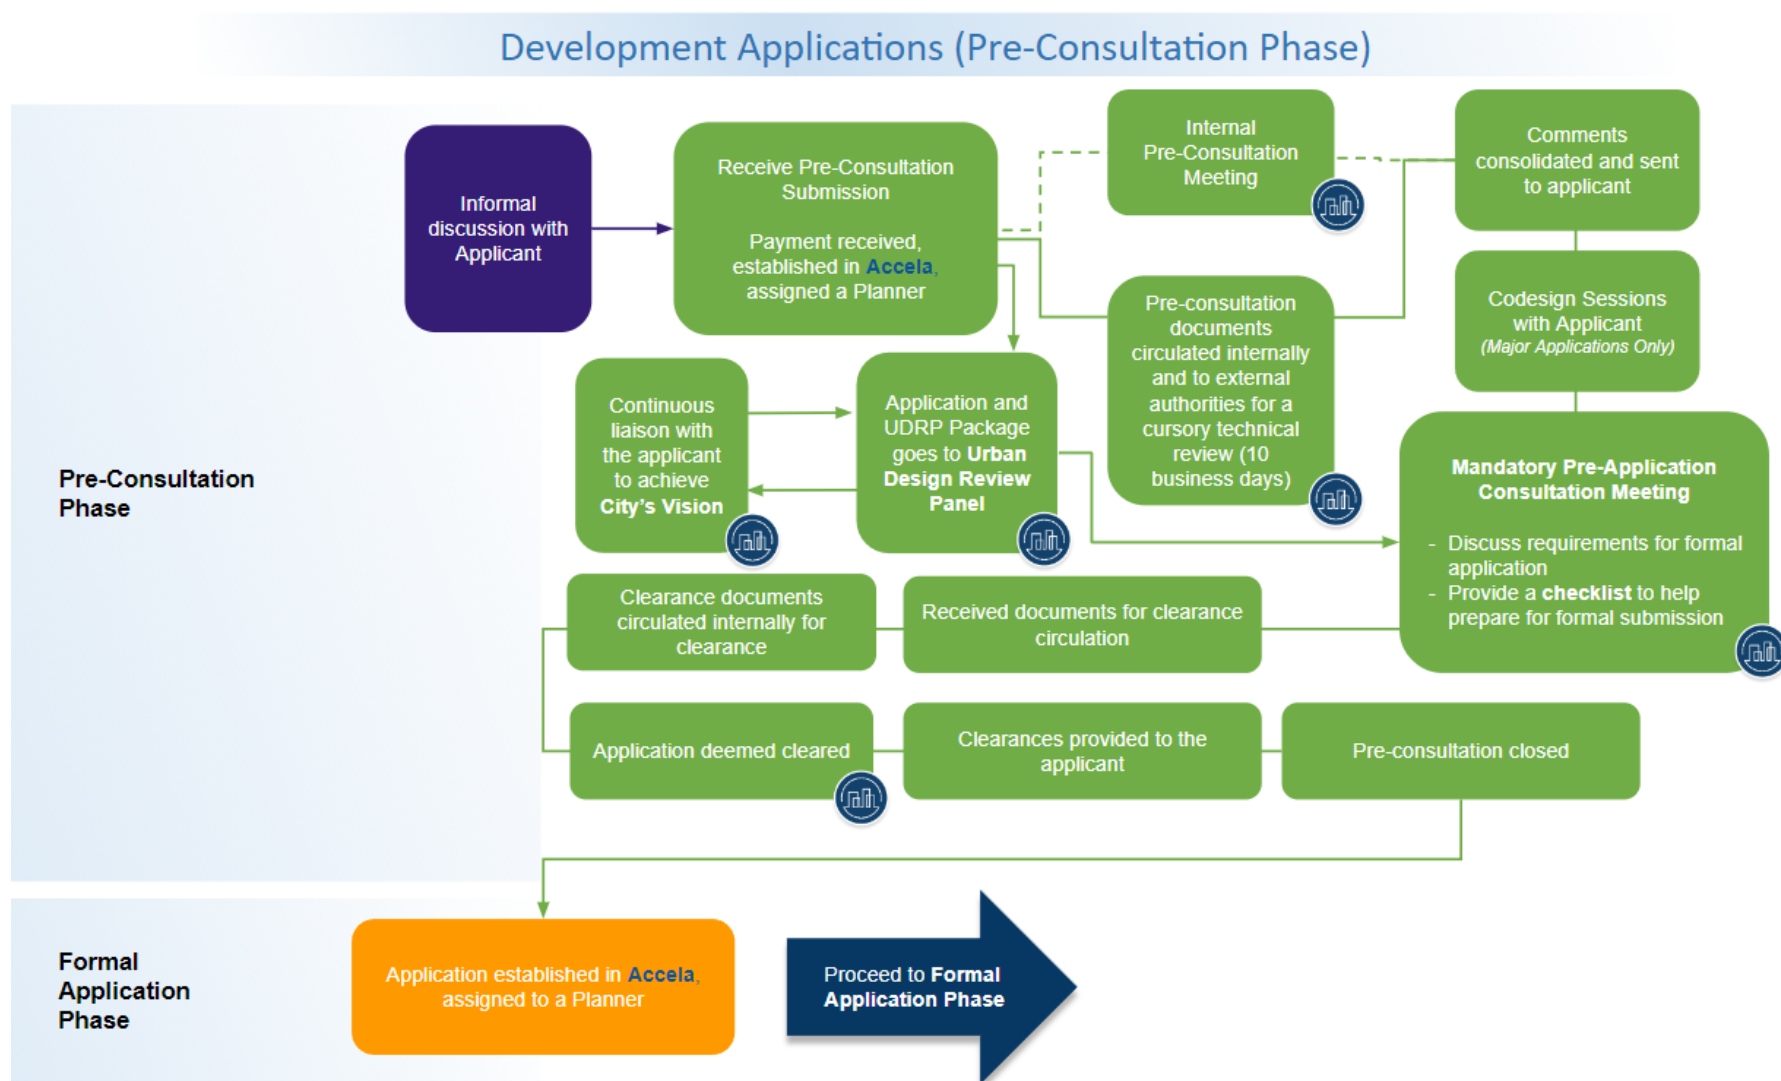 Development Applications (Pre-Consultation Phase)
Informal
discussion with
Applicant
Receive Pre-Consultation
Submission
Payment received,
established in Accela,
assigned a Planner
Internal
Pre-Consultation
Meeting
Comments
consolidated and sent
to applicant
Pre-consultation
documents
circulated internally
and to external
authorities for a
cursory technical
review (10
business days)
Codesign Sessions
with Applicant
(Major Applications Only)
Continuous
liaison with
the applicant
to achieve
City's Vision
Application and
UDRP Package
goes to Urban
Design Review
Panel
Mandatory Pre-Application
Consultation Meeting
- Discuss requirements for formal
application
- Provide a checklist to help
prepare for formal submission
Pre-Consultation
Phase
Clearance documents
circulated internally for
clearance
Received documents for clearance
circulation
Application deemed cleared
Clearances provided to the
applicant
Pre-consultation closed
Formal
Application
Phase
Application established in Accela,
assigned to a Planner
Proceed to Formal
Application Phase